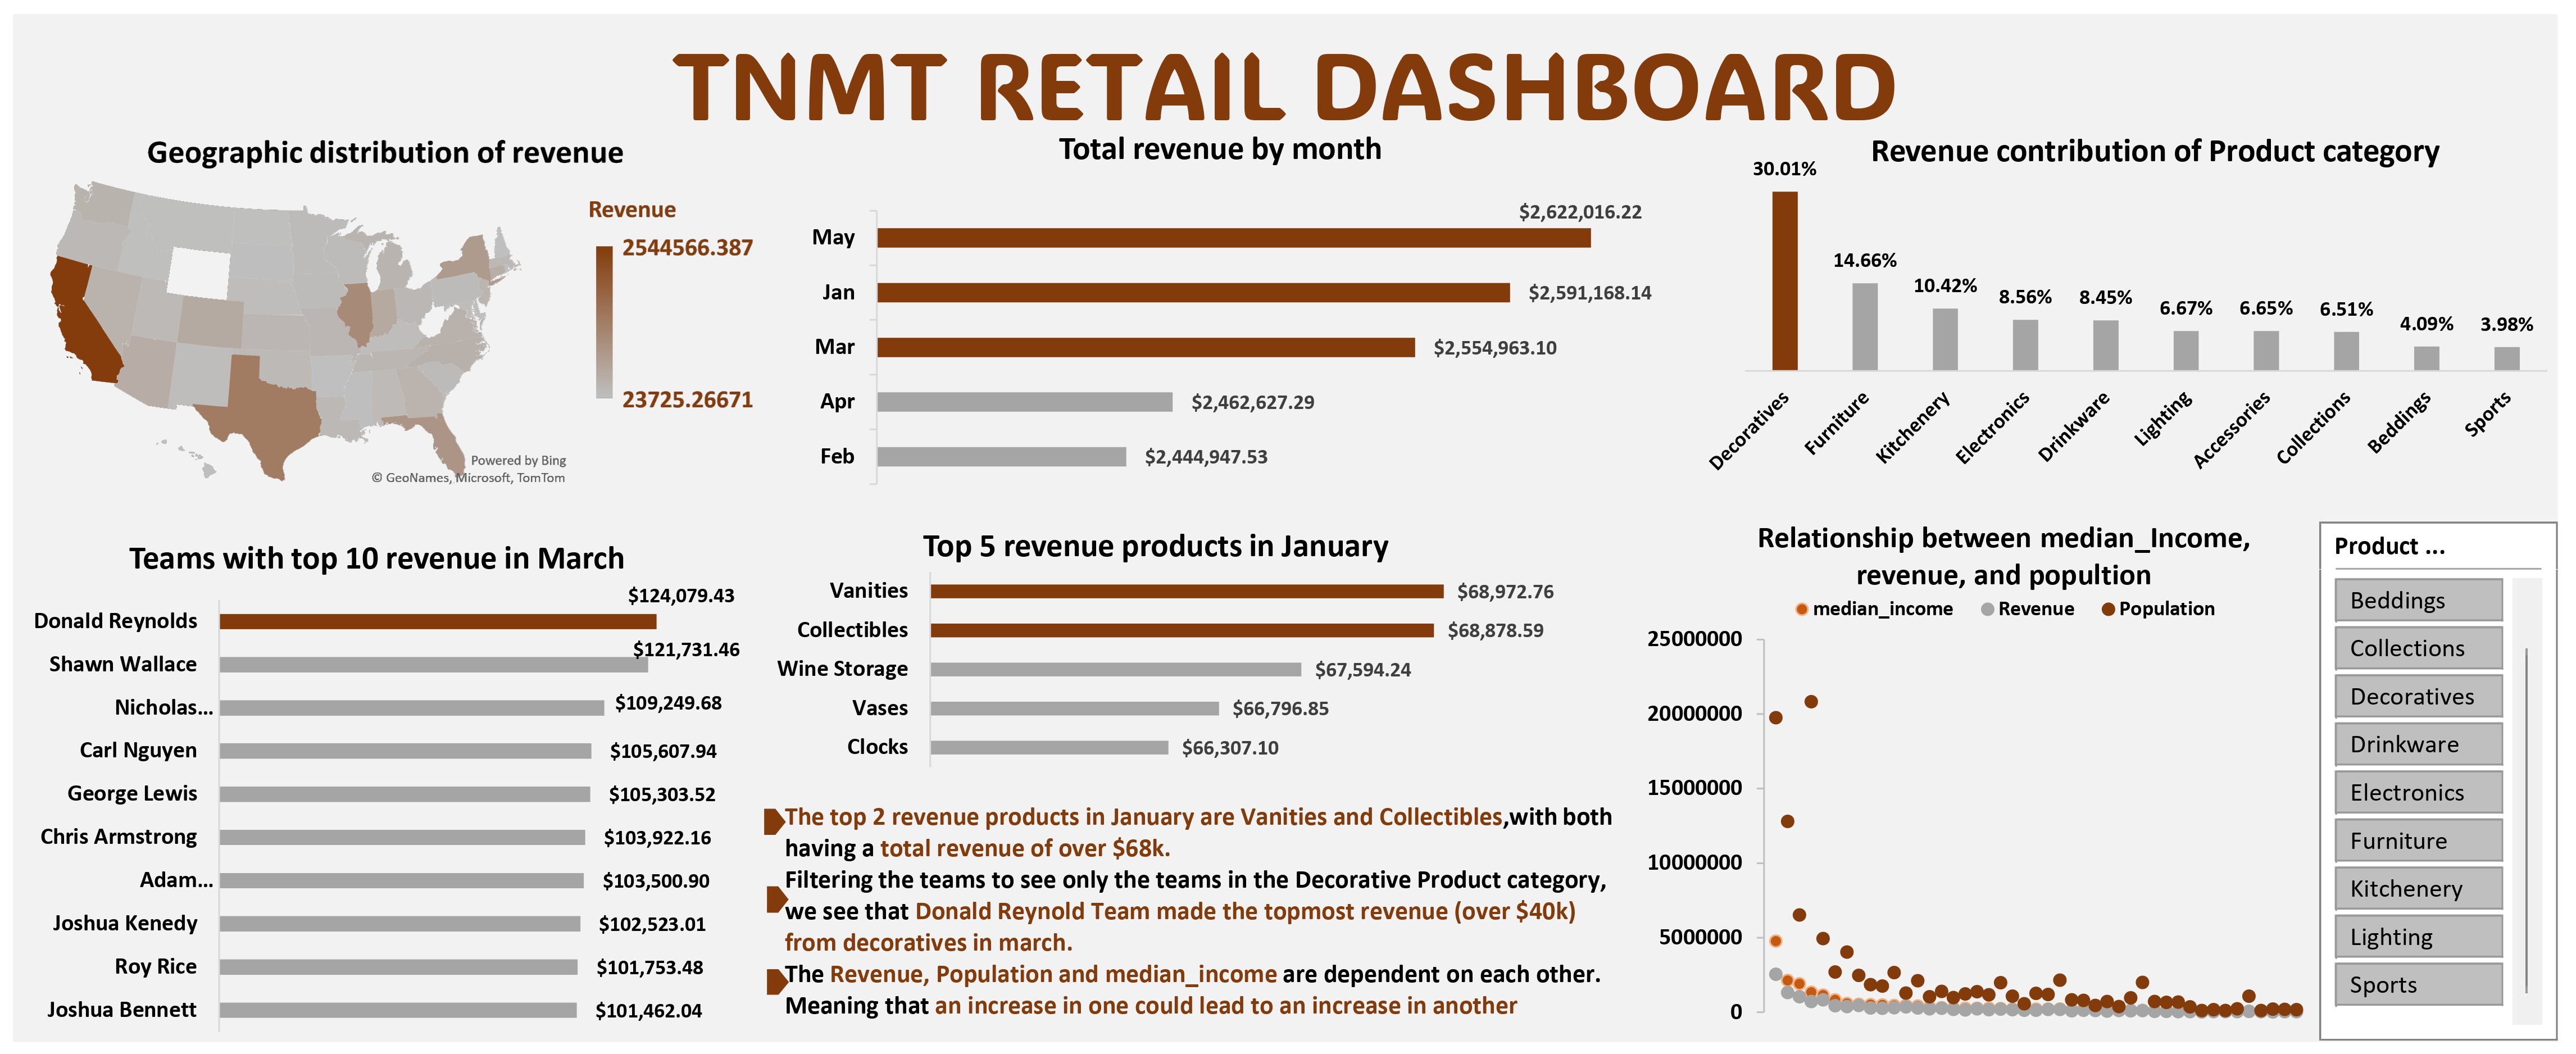 TNMT RETAIL DASHBOARD
Geographic distribution of revenue
Revenue
2544566.387
23725.26671
Powered by Bing
© GeoNames, Microsoft, TomTom
Total revenue by month
May
$2,622,016.22
Jan
$2,591,168.14
Mar
$2,554,963.10
Apr
$2,462,627.29
Feb
$2,444,947.53
Revenue contribution of Product category
30.01%
14.66%
10.42%
8.56%
8.45%
6.67%
6.65%
6.51%
4.09%
3.98%
Decoratives
Furniture
Kitchenery
Electronics
Drinkware
Lighting
Accessories
Collections
Beddings
Sports
Teams with top 10 revenue in March
Donald Reynolds
$124,079.43
Shawn Wallace
$121,731.46
Nicholas...
$109,249.68
Carl Nguyen
$105,607.94
George Lewis
$105,303.52
Chris Armstrong
$103,922.16
Adam...
$103,500.90
Joshua Kenedy
$102,523.01
Roy Rice
$101,753.48
Joshua Bennett
$101,462.04
Top 5 revenue products in January
Vanities
$68,972.76
Collectibles
$68,878.59
Wine Storage
$67,594.24
Vases
$66,796.85
Clocks
$66,307.10
The top 2 revenue products in January are Vanities and Collectibles,with both
having a total revenue of over $68k.
Filtering the teams to see only the teams in the Decorative Product category,
we see that Donald Reynold Team made the topmost revenue (over $40k)
from decoratives in march.
The Revenue, Population and median_income are dependent on each other.
Meaning that an increase in one could lead to an increase in another
Relationship between median_Income,
revenue, and popultion
median_income
Revenue
Population
25000000
20000000
15000000
10000000
5000000
0
Product ...
Beddings
Collections
Decoratives
Drinkware
Electronics
Furniture
Kitchenery
Lighting
Sports